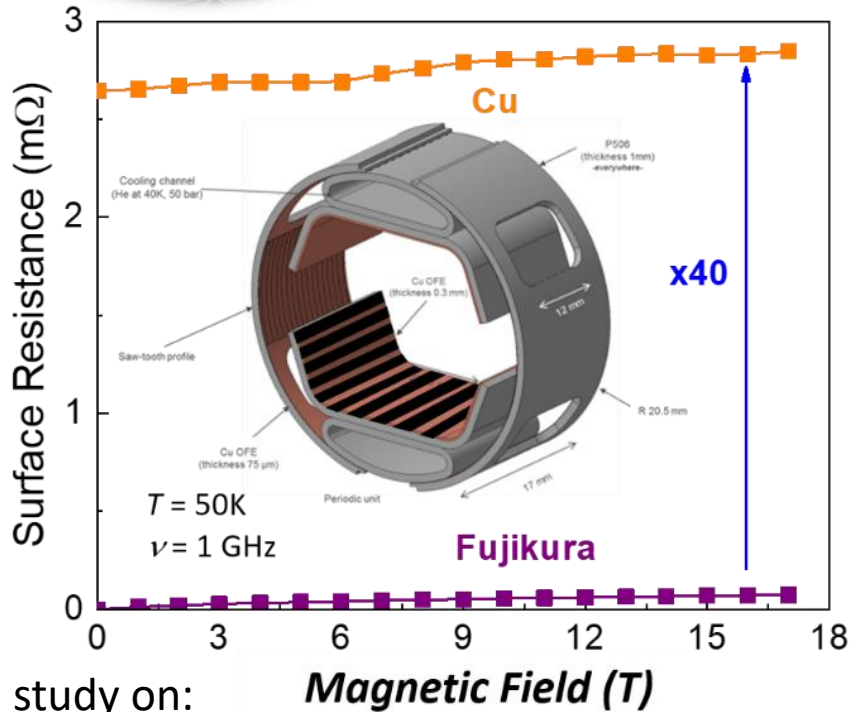 3
2
1
0
Surface Resistance (mΩ)
Cu
P506
(thickness 1mm)
-everywhere-
Cooling channel
(He at 40K, 50 bar)
Cu OFE
(thickness 0.3 mm)
x40
12 mm
Saw-tooth profile
R 20.5 mm
Cu OFE
(thickness 75 µm)
17 mm
Periodic unit
T = 50K
ν = 1 GHz
Fujikura
0 3 6 9 12 15 18
study on:
Magnetic Field (T)